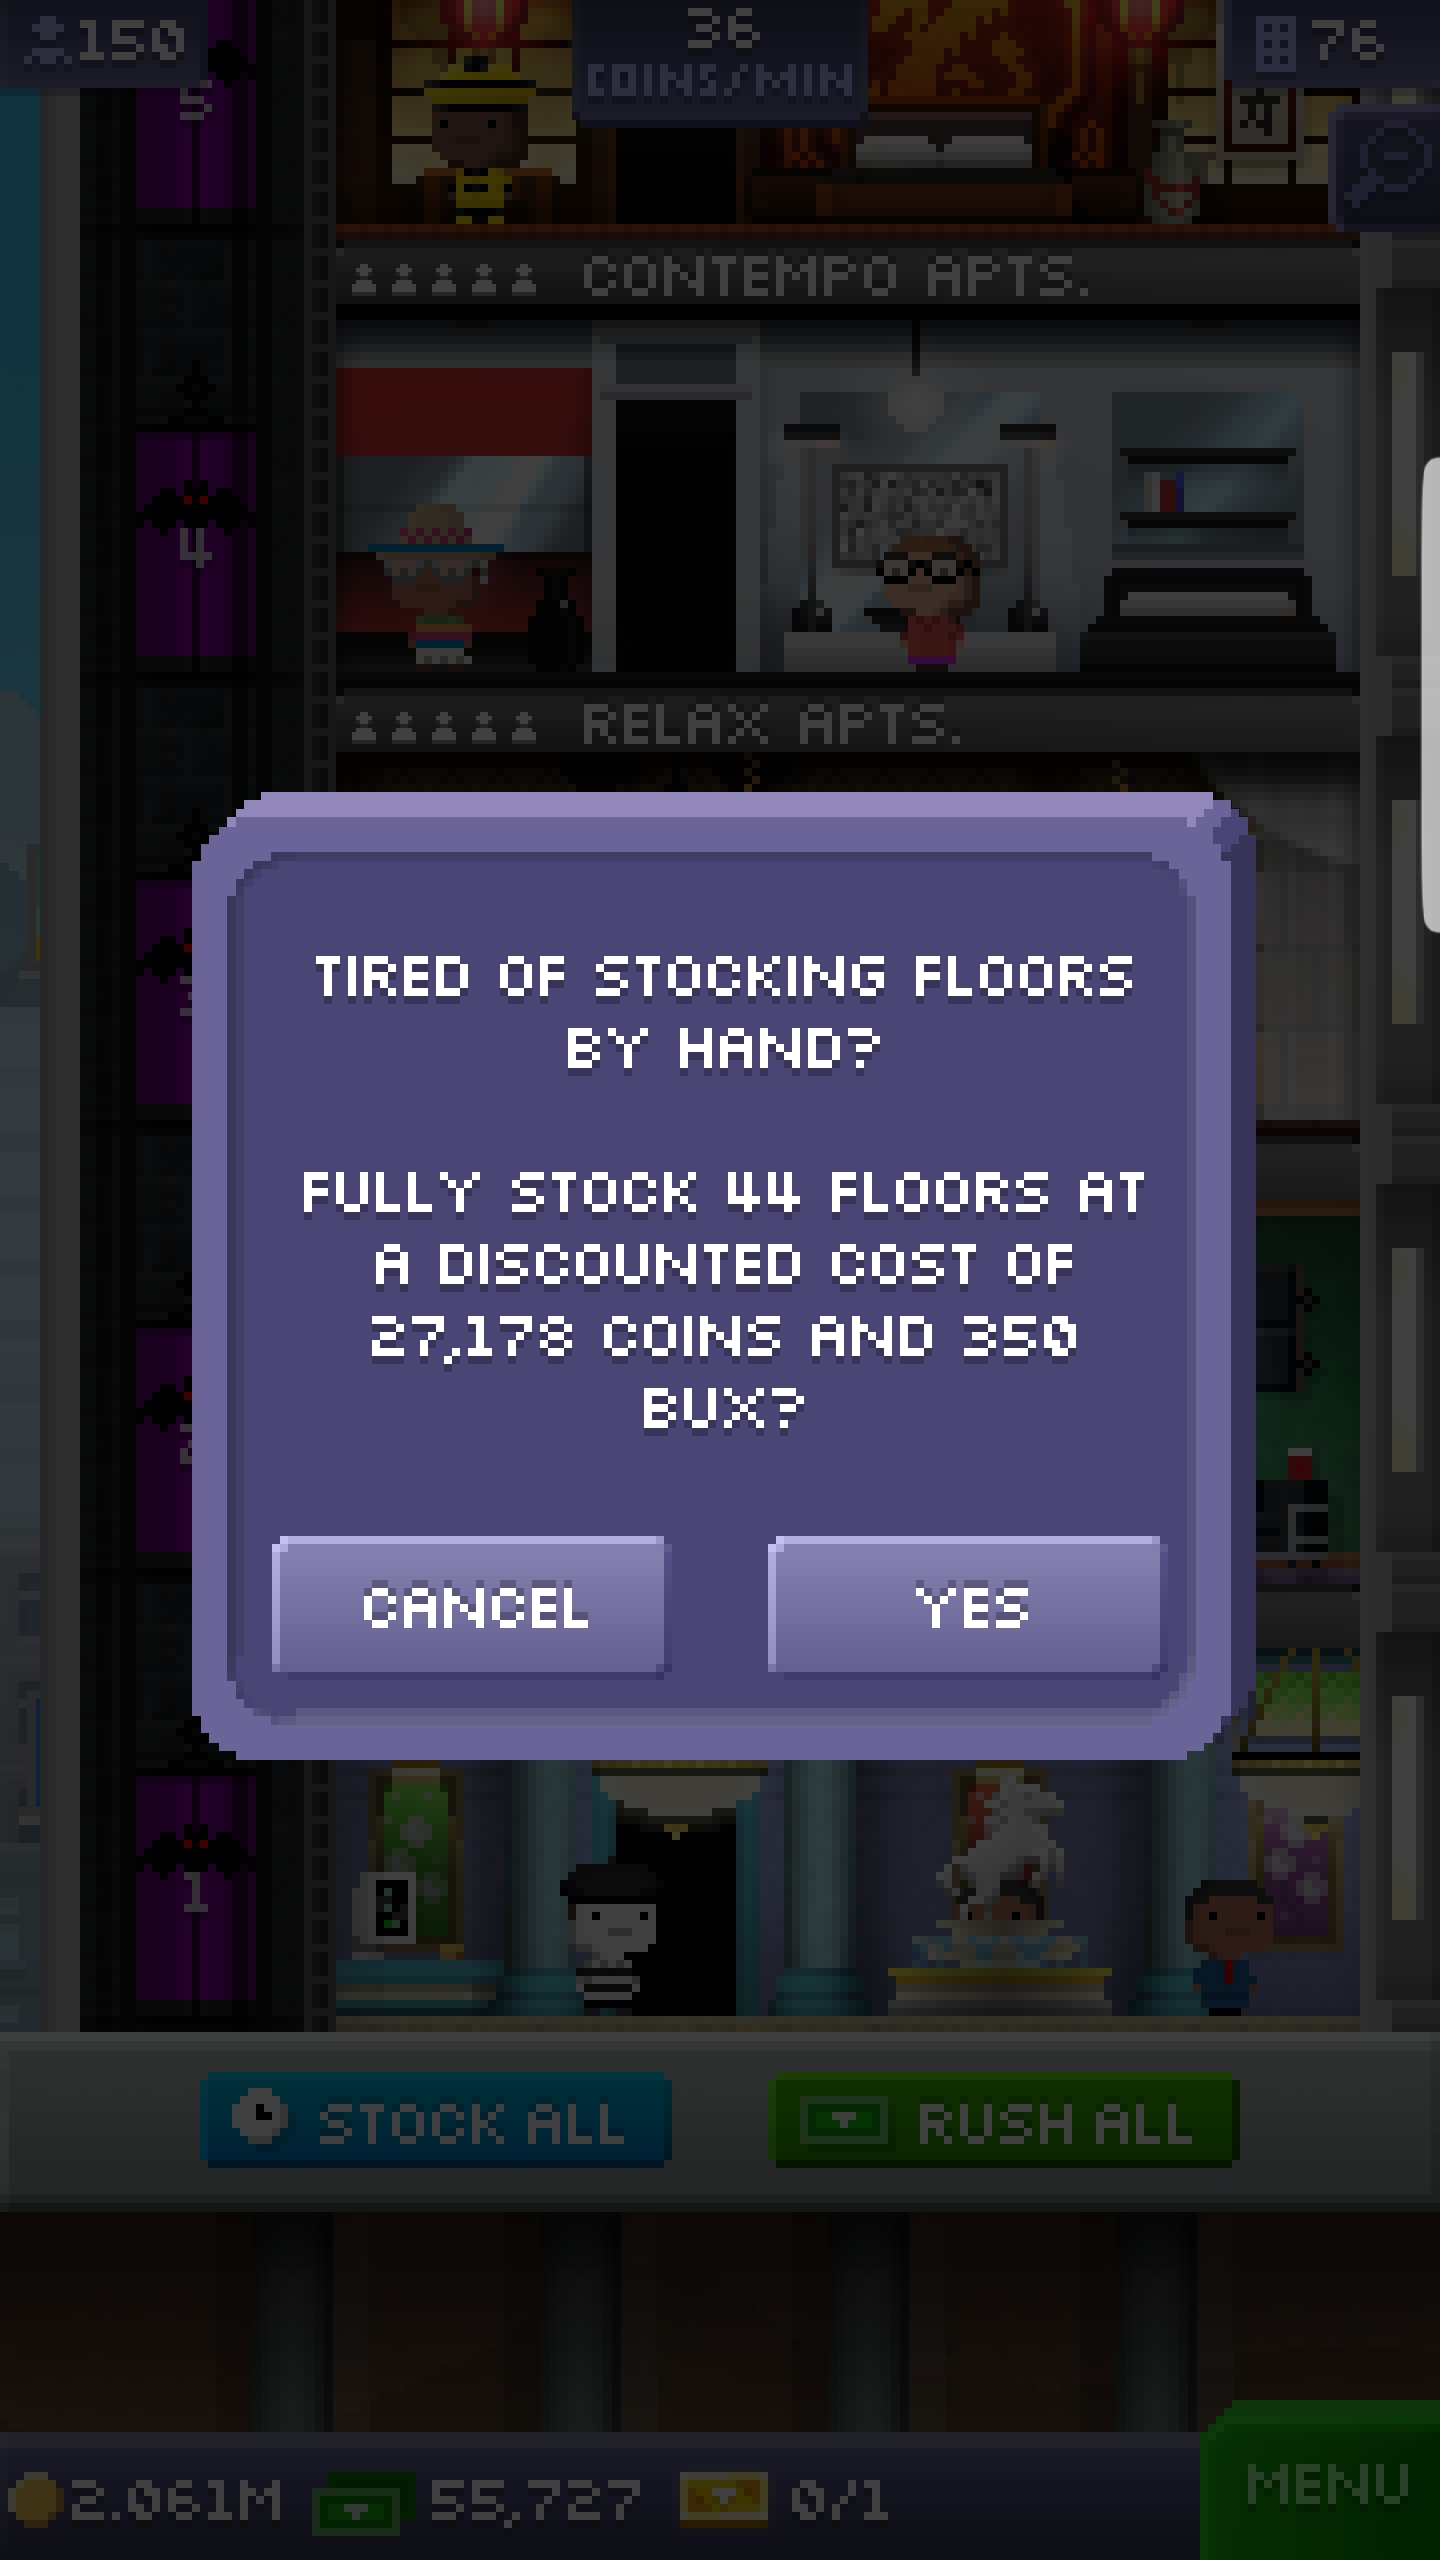 150
36
COINS/MIN
76
5
CONTEMPO APTS.
4
RELAX APTS.
TIRED OF STOCKING FLOORS
BY HAND?
FULLY STOCK 44 FLOORS AT
A DISCOUNTED COST OF
27,178 COINS AND 350
BUX?
CANCEL
YES
1
STOCK ALL
RUSH ALL
2.061M
55,727
0/1
MENU